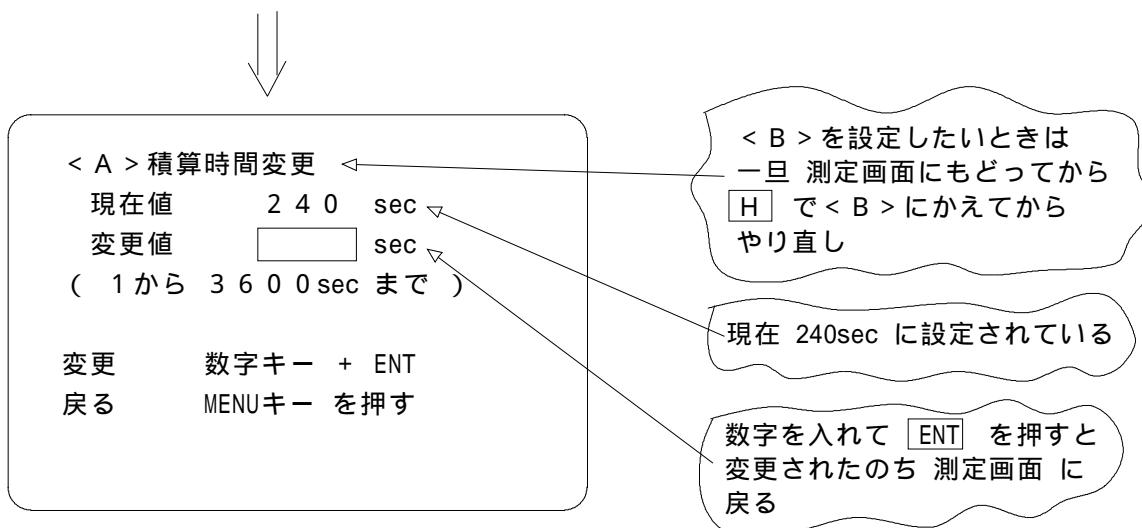 < A >積算時間変更
現在値 240 sec
変更値 sec
( 1から 3600sec まで )
変更 数字キー + ENT
戻る MENUキー を押す
< B >を設定したいときは
一旦 測定画面にもどってから
H で< B >にかえてから
やり直し
現在 240sec に設定されている
数字を入れて ENT を押すと
変更されたのち 測定画面 に
戻る